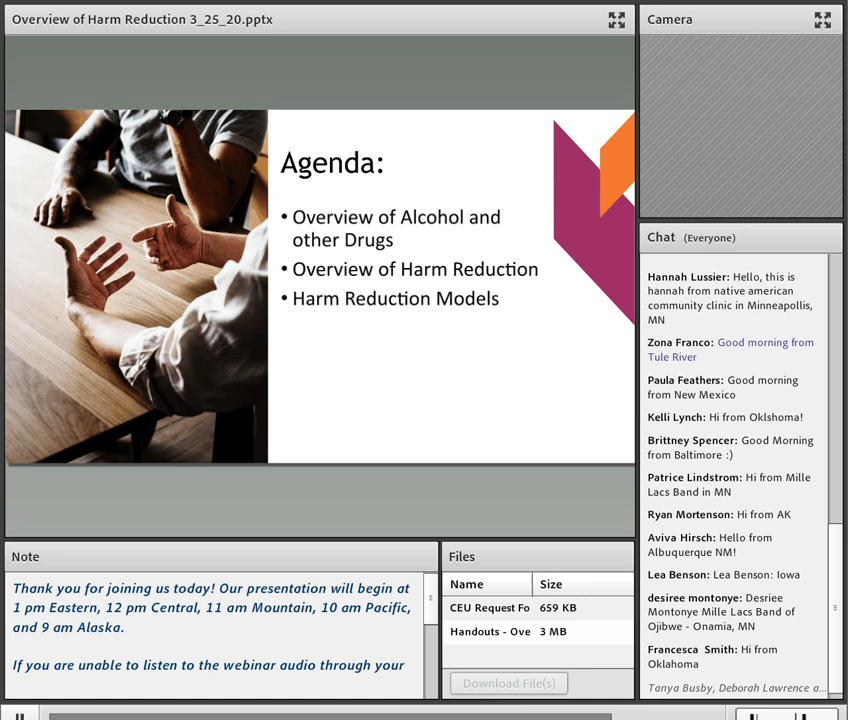 Overview of Harm Reduction 3_25_20.pptx
Agenda:
• Overview of Alcohol and
other Drugs
• Overview of Harm Reduction
• Harm Reduction Models
Camera
Chat (Everyone)
Hannah Lussier: Hello, this is
hannah from native american
community clinic in Minneapolis,
MN
Zona Franco: Good morning from
Tule River
Paula Feathers: Good morning
from New Mexico
Kelli Lynch: Hi from Oklshoma!
Brittney Spencer: Good Morning
from Baltimore :)
Patrice Lindstrom: Hi from Mille
Lacs Band in MN
Ryan Mortenson: Hi from AK
Aviva Hirsch: Hello from
Albuquerque NM!
Lea Benson: Lea Benson: Iowa
desiree montonye: Desriee
Montonye Mille Lacs Band of
Ojibwe - Onamia, MN
Francesca Smith: Hi from
Oklahoma
Tanya Busby, Deborah Lawrence a...
Note
Thank you for joining us today! Our presentation will begin at
1 pm Eastern, 12 pm Central, 11 am Mountain, 10 am Pacific,
and 9 am Alaska.
If you are unable to listen to the webinar audio through your
Files
Name Size
CEU Request Fo 659 KB
Handouts - Ove 3 MB
Download File(s)